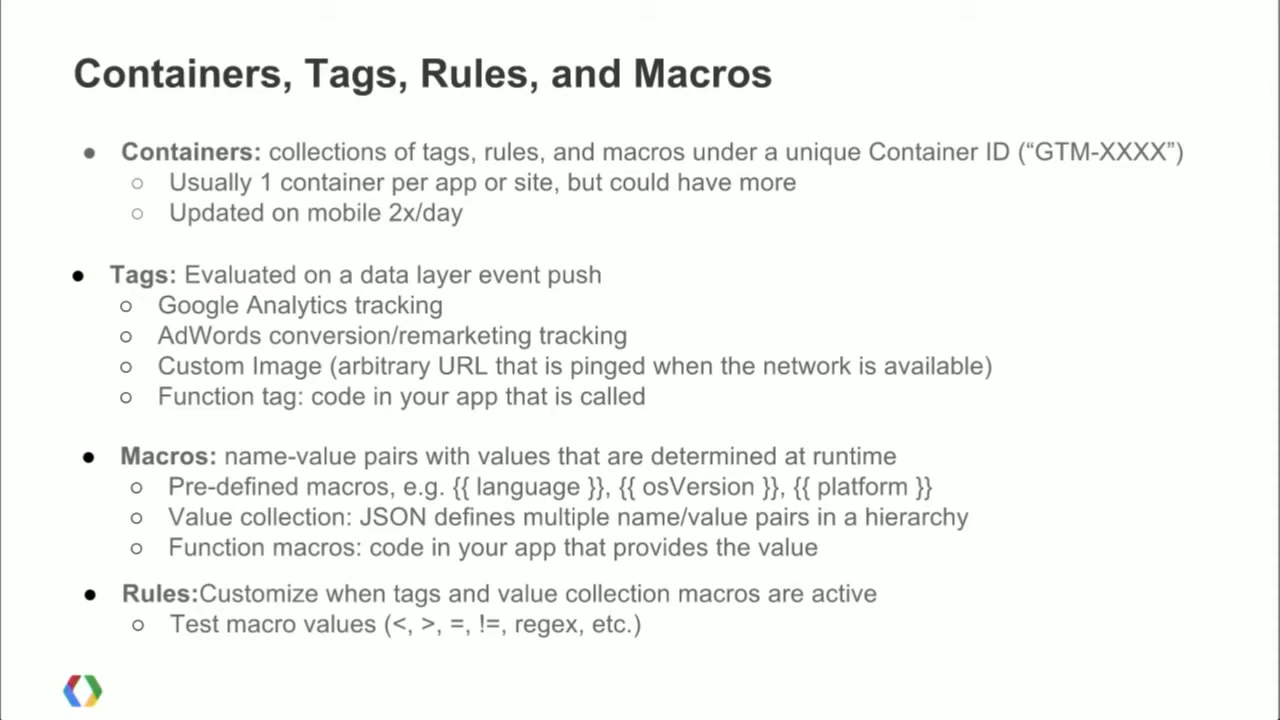 Containers, Tags, Rules, and Macros
● Containers: collections of tags, rules, and macros under a unique Container ID (“GTM-XXXX”)
○ Usually 1 container per app or site, but could have more
○ Updated on mobile 2x/day
● Tags: Evaluated on a data layer event push
○ Google Analytics tracking
○ AdWords conversion/remarketing tracking
○ Custom Image (arbitrary URL that is pinged when the network is available)
○ Function tag: code in your app that is called
● Macros: name-value pairs with values that are determined at runtime
○ Pre-defined macros, e.g. {{ language }}, {{ osVersion }}, {{ platform }}
○ Value collection: JSON defines multiple name/value pairs in a hierarchy
○ Function macros: code in your app that provides the value
● Rules:Customize when tags and value collection macros are active
○ Test macro values (<, >, =, !=, regex, etc.)